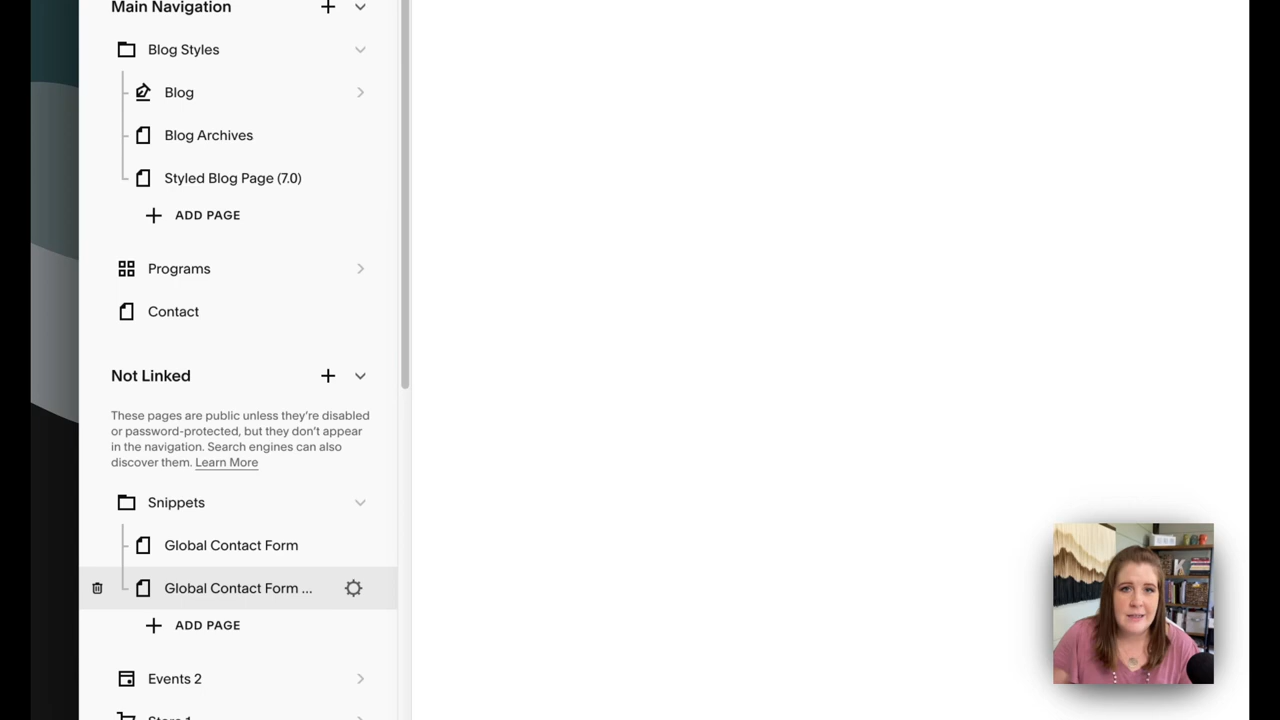 Main Navigation
Blog Styles
Blog
Blog Archives
Styled Blog Page (7.0)
ADD PAGE
Programs
Contact
Not Linked
These pages are public unless they’re disabled
or password-protected, but they don’t appear
in the navigation. Search engines can also
discover them. Learn More
Snippets
Global Contact Form
Global Contact Form ...
ADD PAGE
Events 2
Store 1